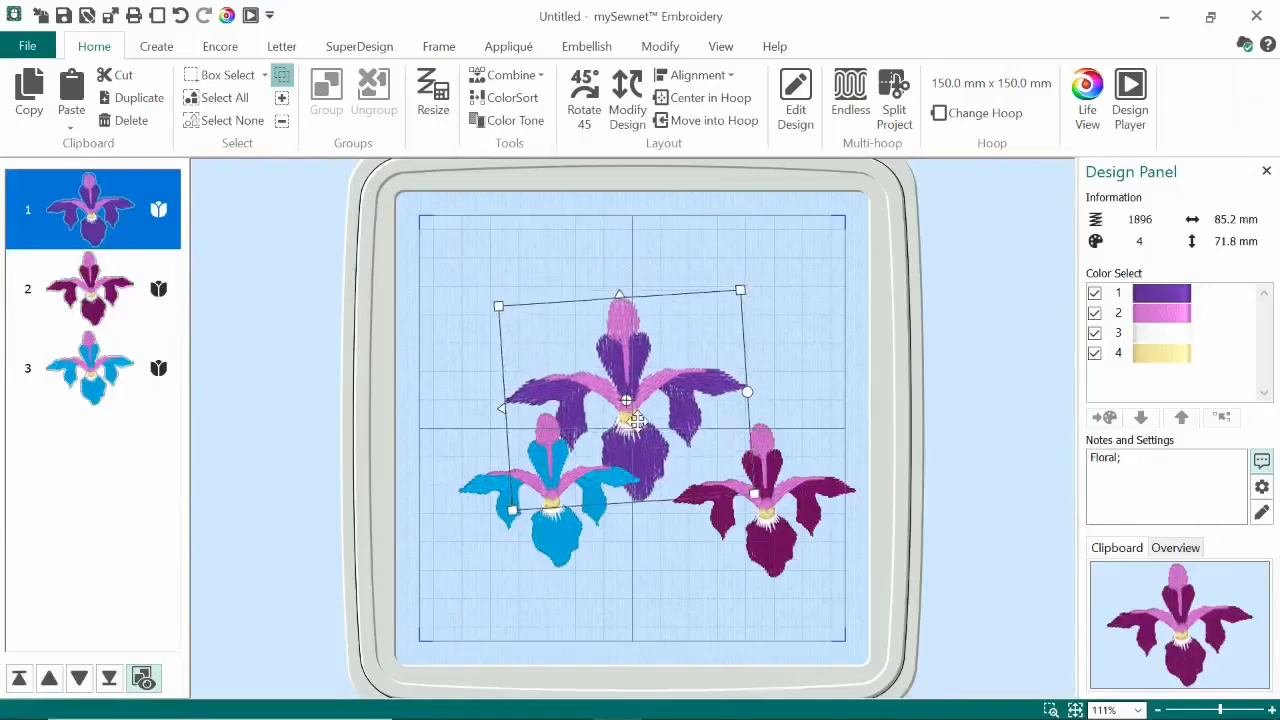 Untitled - mySewnet™ Embroidery
File Home Create Encore Letter SuperDesign Frame Appliqué Embellish Modify View Help
Copy
Paste
Cut
Duplicate
Delete
Clipboard
Box Select
Select All
Select None
Select
Group
Ungroup
Groups
Resize
Combine
ColorSort
Color Tone
Tools
Rotate
45
45°
Modify
Design
Alignment
Center in Hoop
Move into Hoop
Layout
Edit
Design
Endless
Split
Project
Multi-hoop
150.0 mm x 150.0 mm
Change Hoop
Hoop
Life
View
Design
Player
1
2
3
Design Panel
Information
1896 85.2 mm
4 71.8 mm
Color Select
1
2
3
4
Notes and Settings
Floral;
Clipboard Overview
111%